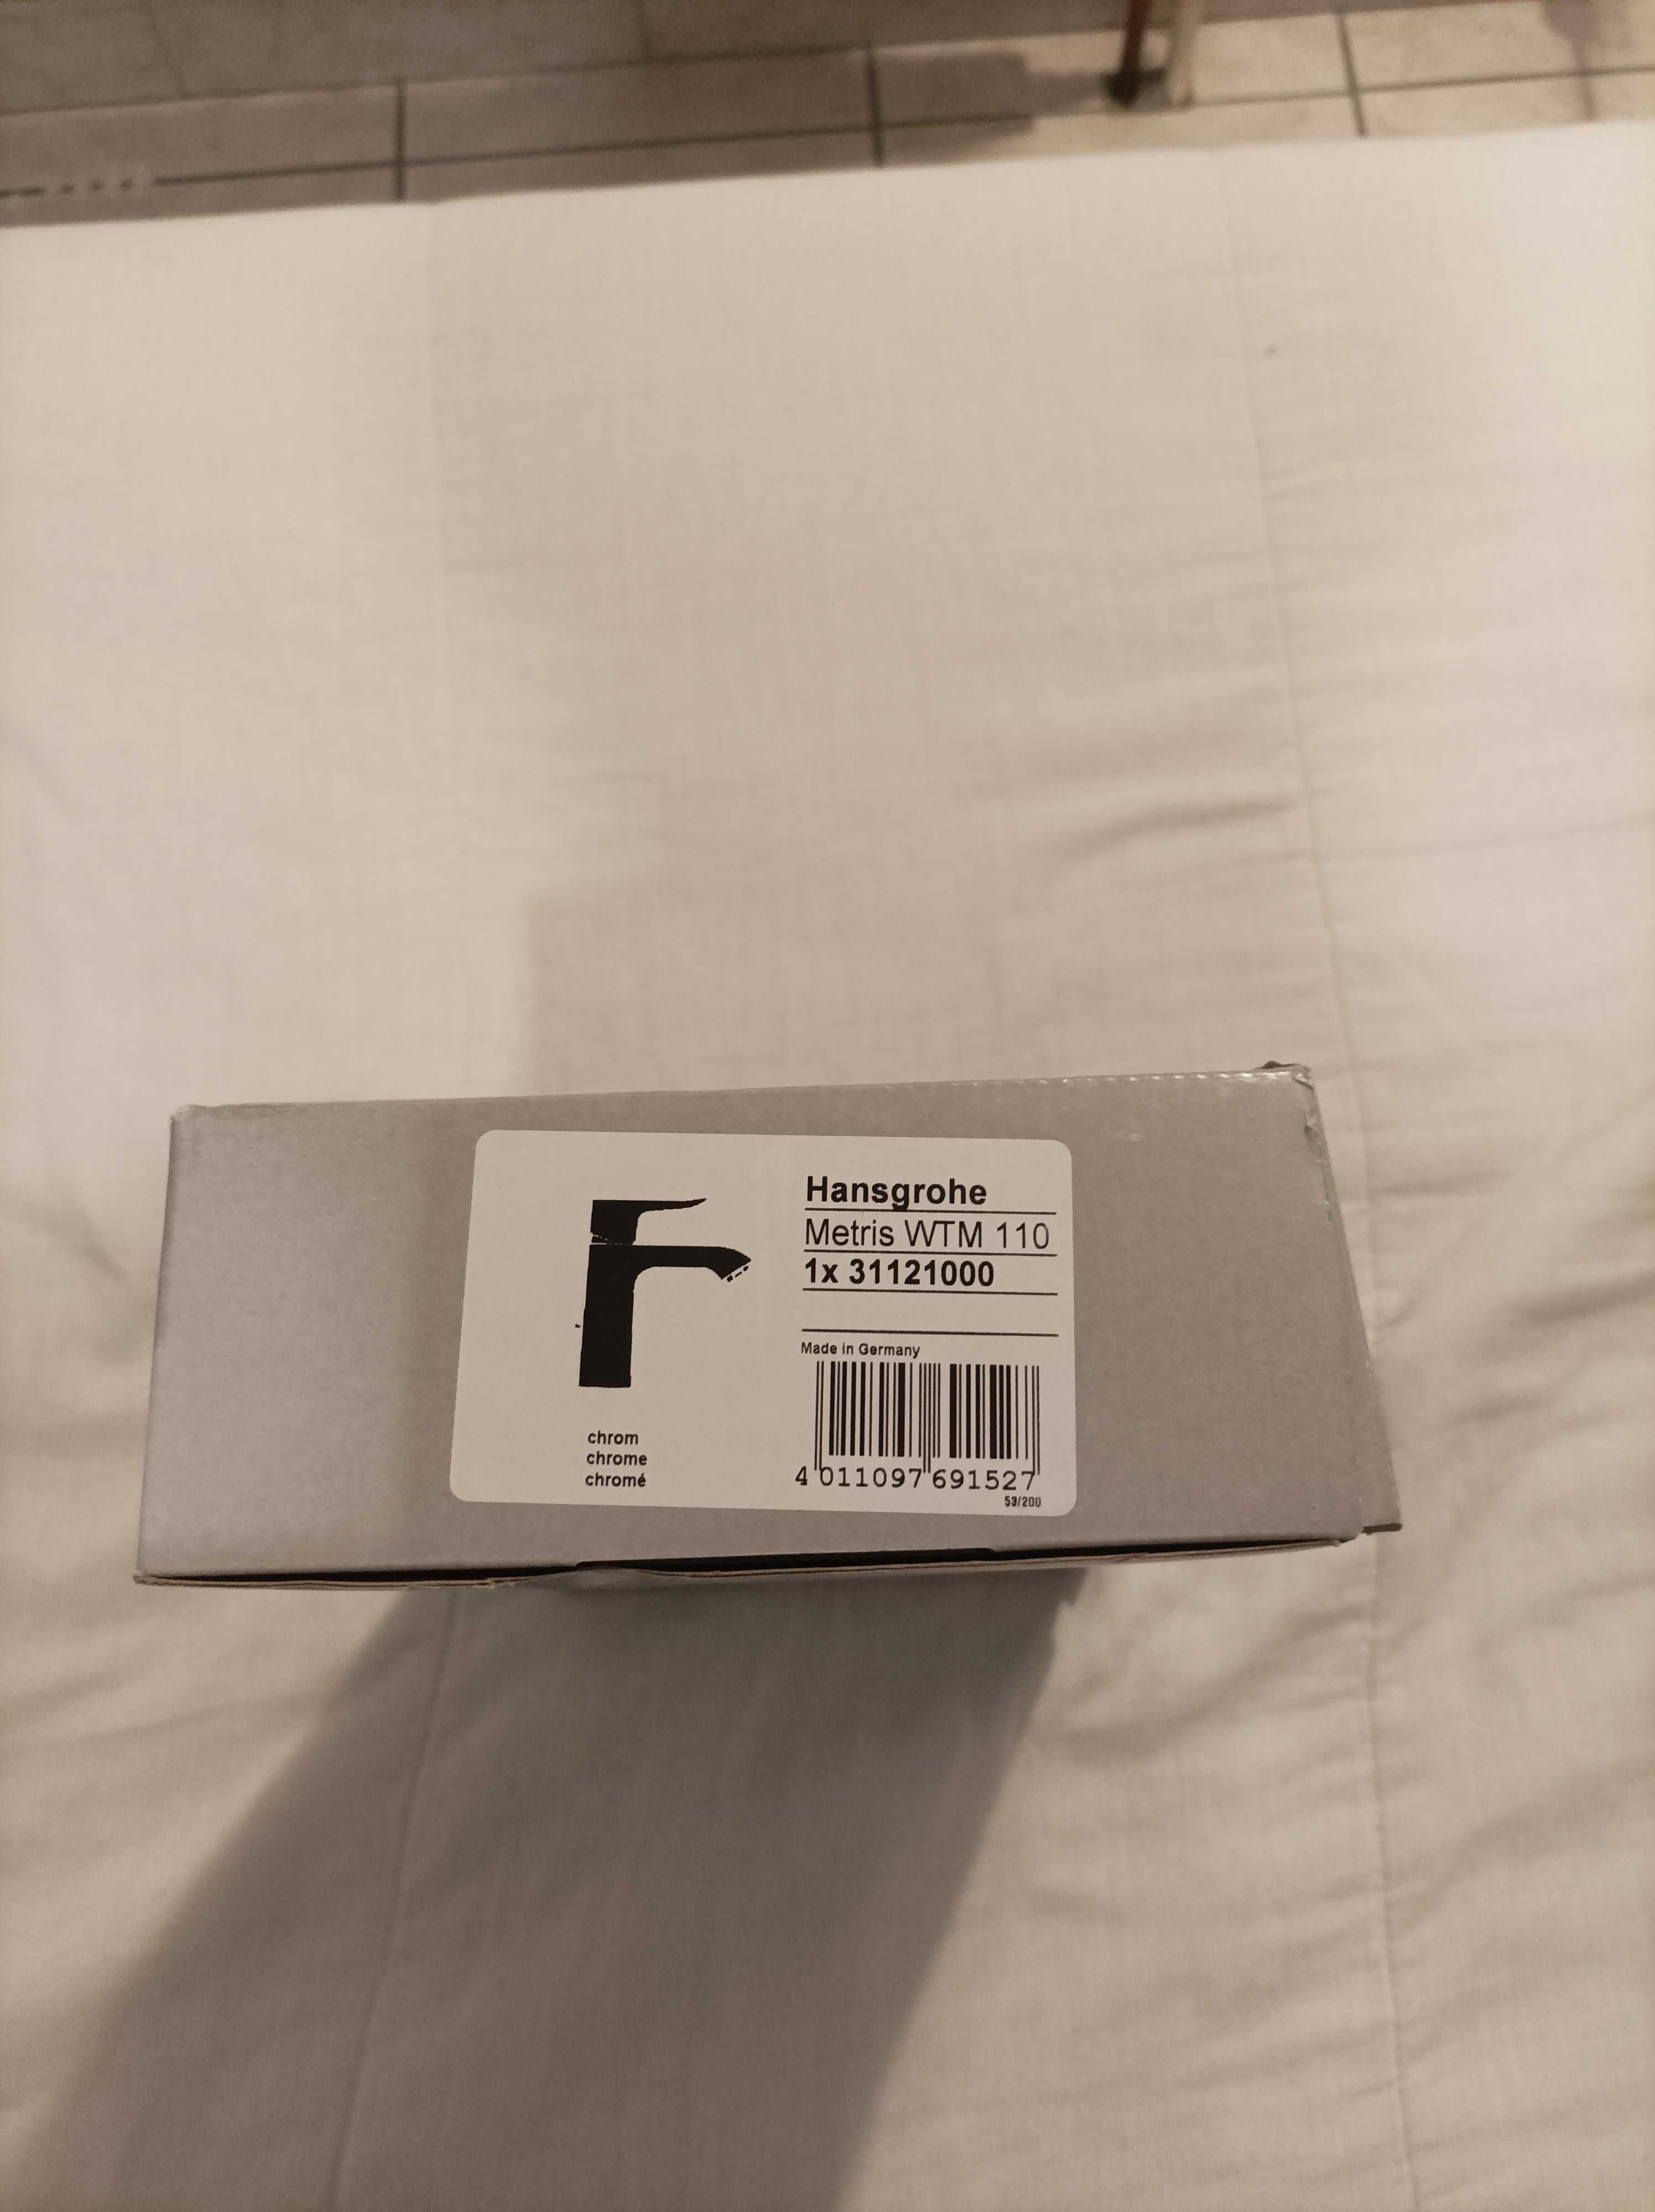 Hansgrohe
Metris WTM 110
1x 31121000
Made in Germany
chrom
chrome
chromé
4 011097 691527
53/200